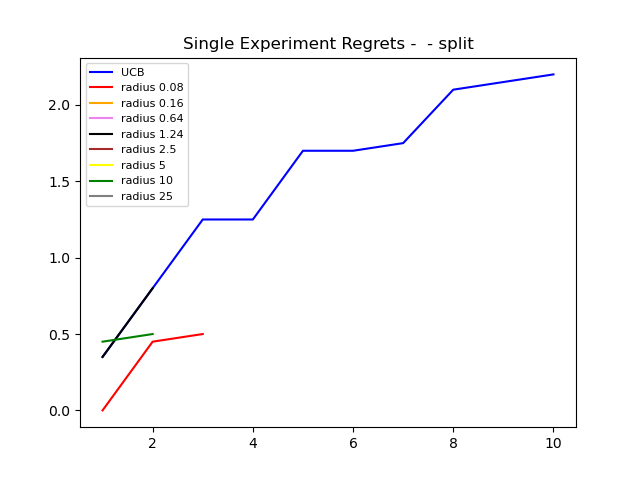 Single Experiment Regrets -  - split
UCB
radius 0.08
radius 0.16
radius 0.64
radius 1.24
radius 2.5
radius 5
radius 10
radius 25
2.0
1.5
1.0
0.5
0.0
2 4 6 8 10